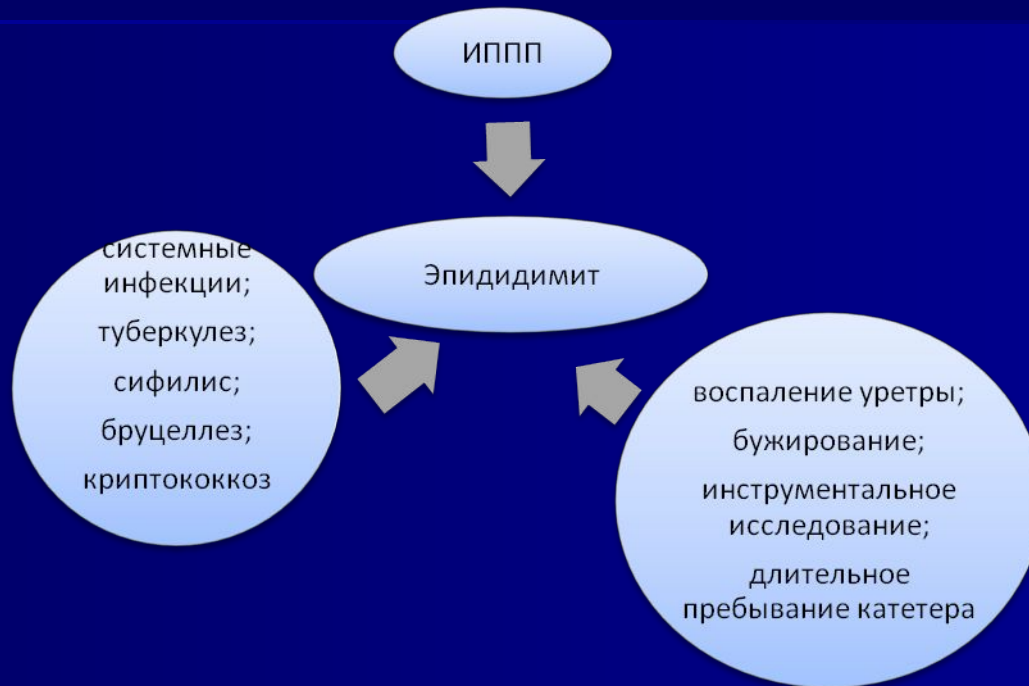 ИППП
Эпидидимит
системные
инфекции;
туберкулез;
сифилис;
бруцеллез;
криптококкоз
воспаление уретры;
бужирование;
инструментальное
исследование;
длительное
пребывание катетера